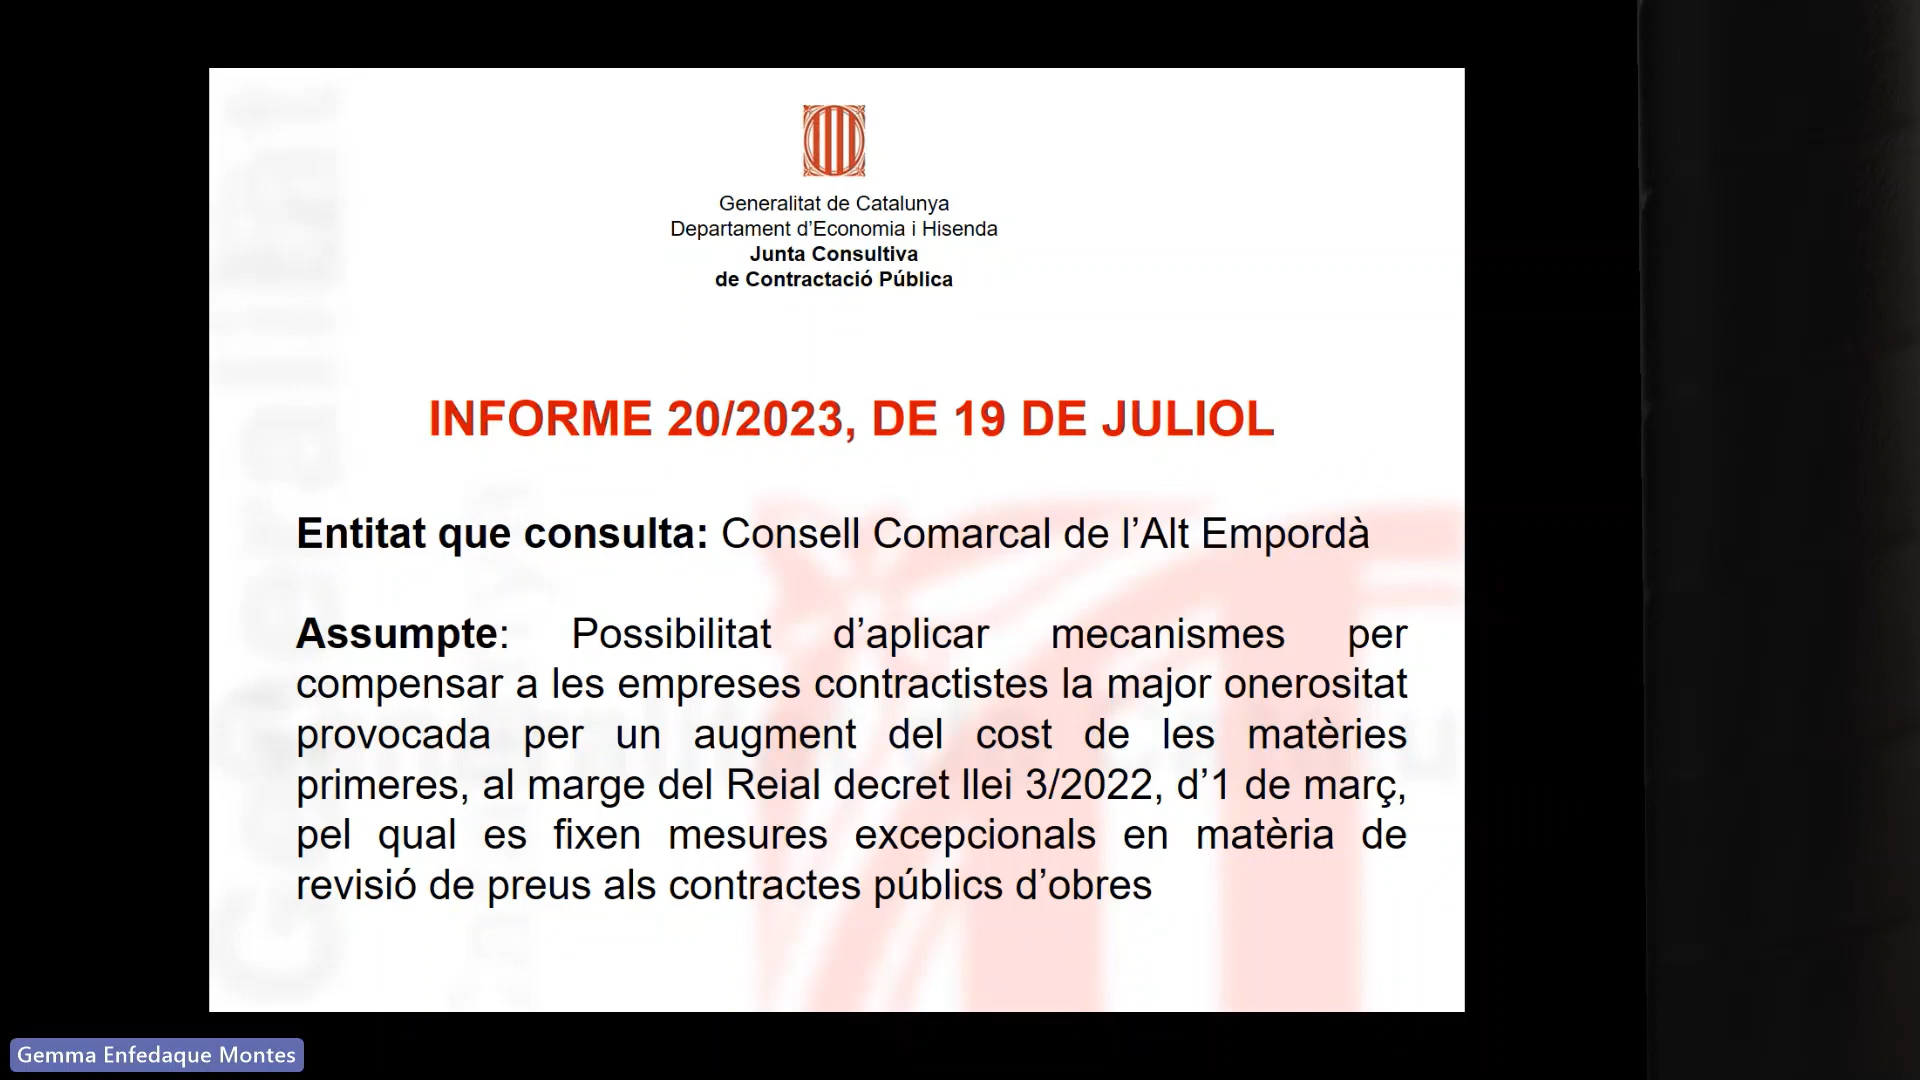 Generalitat de Catalunya
Departament d’Economia i Hisenda
Junta Consultiva
de Contractació Pública
INFORME 20/2023, DE 19 DE JULIOL
Entitat que consulta: Consell Comarcal de l’Alt Empordà
Assumpte: Possibilitat d’aplicar mecanismes per
compensar a les empreses contractistes la major onerositat
provocada per un augment del cost de les matèries
primeres, al marge del Reial decret llei 3/2022, d’1 de març,
pel qual es fixen mesures excepcionals en matèria de
revisió de preus als contractes públics d’obres
Gemma Enfedaque Montes